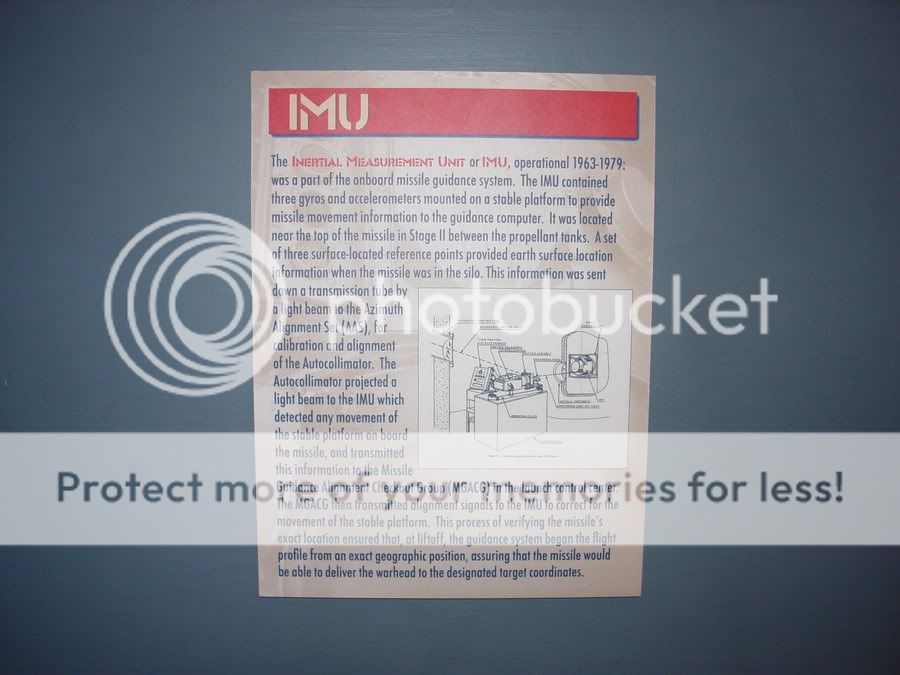 IMU
The Inertial Measurement Unit or IMU, operational 1963-1979:
was a part of the onboard missile guidance system. The IMU contained
three gyros and accelerometers mounted on a stable platform to provide
missile movement information to the guidance computer. It was located
near the top of the missile in Stage II between the propellant tanks. A set
of three surface-located reference points provided earth surface location
information when the missile was in the silo. This information was sent
down a transmission tube by
a light beam to the Azimuth
Alignment Set (AAS), for
calibration and alignment
of the Autocollimator. The
Autocollimator projected a
light beam to the IMU which
detected any movement of
the stable platform on board
the missile, and transmitted
this information to the Missile
Guidance Alignment Checkout Group (MGACG) in the launch control center.
The MGACG then transmitted alignment signals to the IMU to correct for the
movement of the stable platform. This process of verifying the missile's
exact location ensured that, at liftoff, the guidance system began the flight
profile from an exact geographic position, assuring that the missile would
be able to deliver the warhead to the designated target coordinates.
photobucket
Protect more of your memories for less!